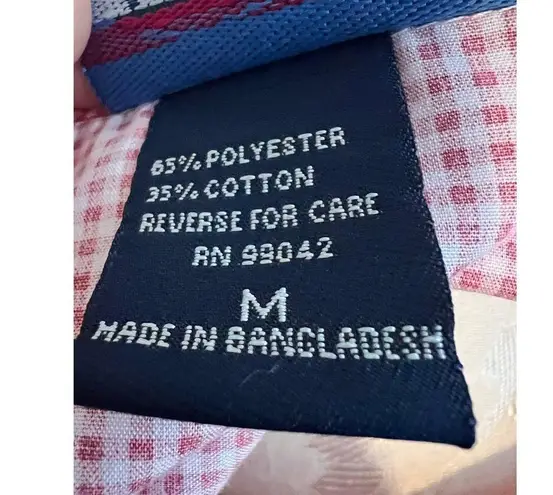 65% POLYESTER
35% COTTON
REVERSE FOR CARE
RN 99042
M
MADE IN BANGLADESH